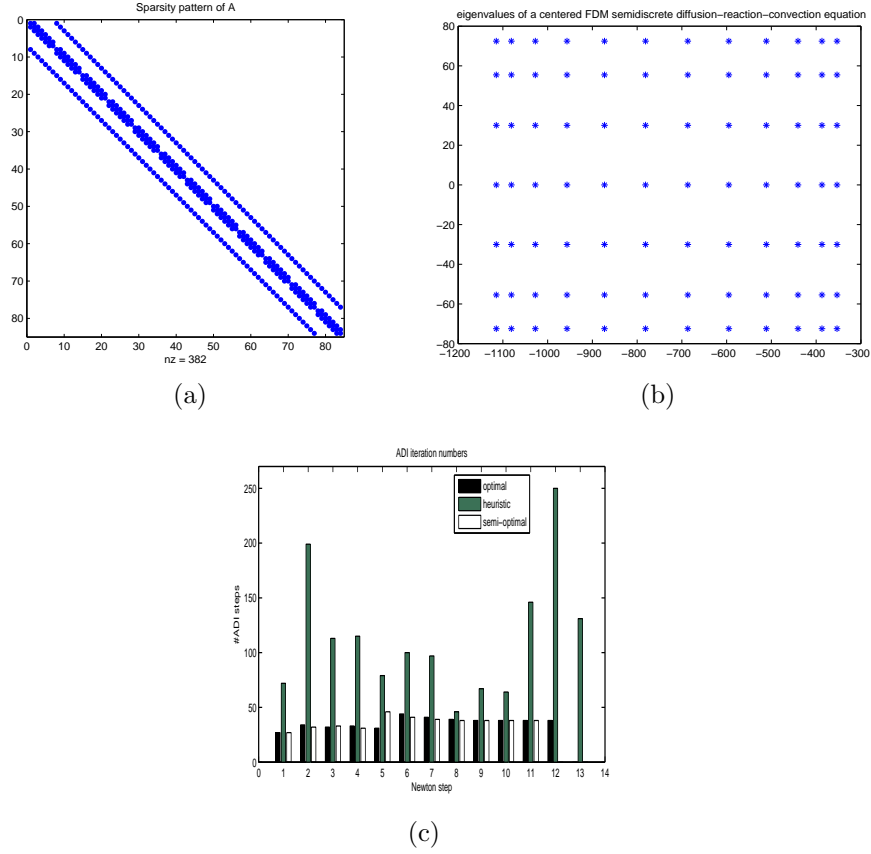 Sparsity pattern of A
0
10
20
30
40
50
60
70
80
0 10 20 30 40 50 60 70 80
nz = 382
(a)
eigenvalues of a centered FDM semidiscrete diffusion−reaction−convection equation
80
60
40
20
0
−20
−40
−60
−80
−1200 −1100 −1000 −900 −800 −700 −600 −500 −400 −300
(b)
ADI iteration numbers
optimal
heuristic
semi−optimal
250
200
150
100
50
0
#ADI steps
0 1 2 3 4 5 6 7 8 9 10 11 12 13 14
Newton step
(c)